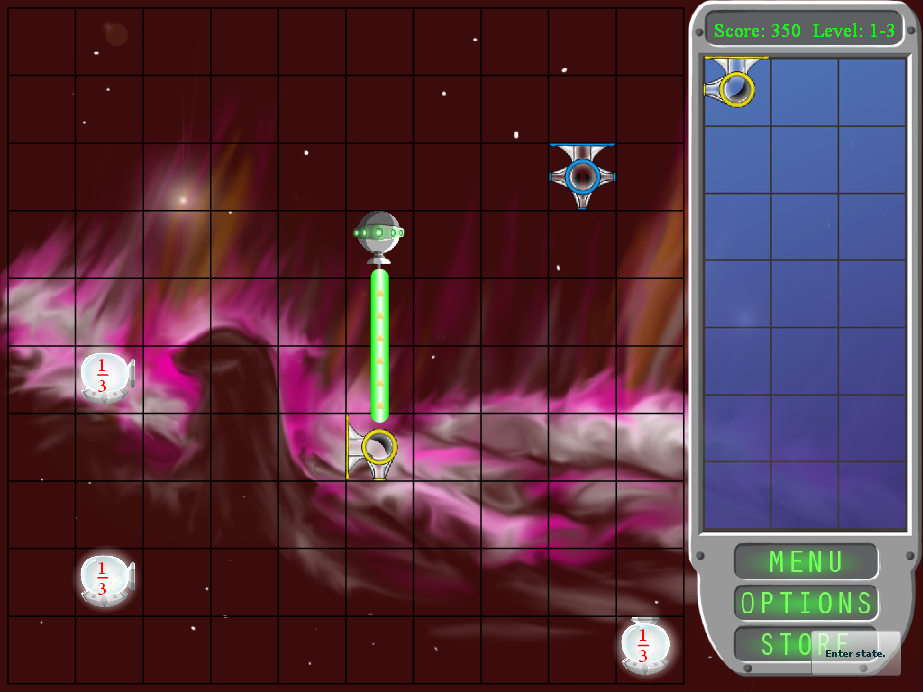 Score: 350 Level: 1-3
1
3
1
3
1
3
MENU
OPTIONS
STORE
Enter state.